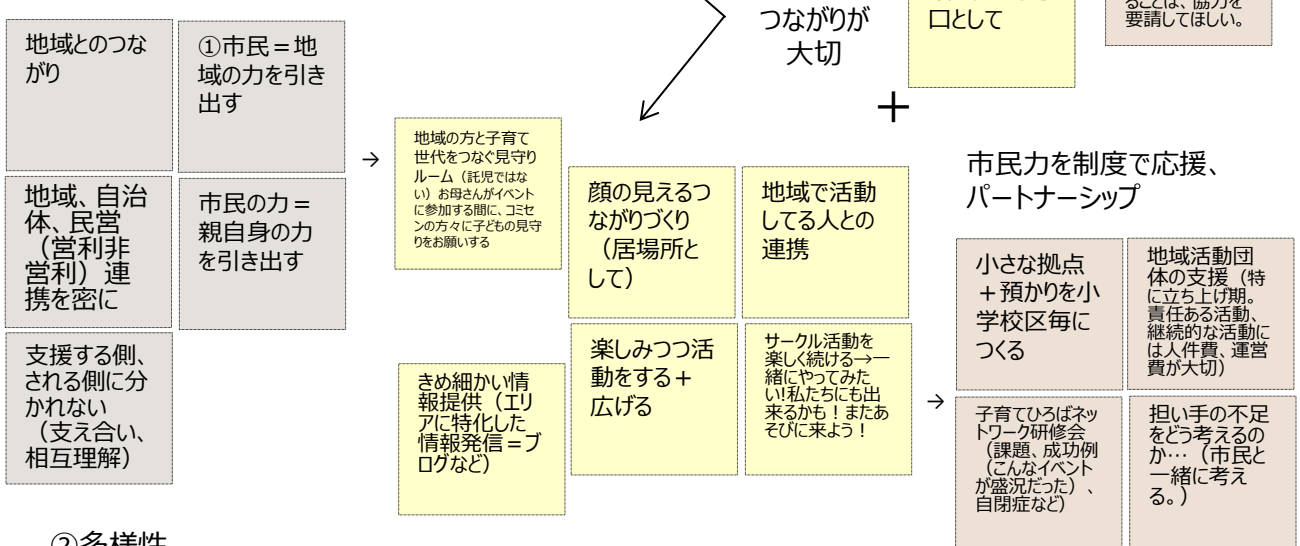 つながりが
大切
口として
ることは、協力を
要請してほしい。
地域とのつな
がり
①市民=地
域の力を引き
出す
地域、自治
体、民営
(営利非
営利)連
携を密に
市民の力=
親自身の力
を引き出す
支援する側、
される側に分
かれない
(支え合い、
相互理解)
→
地域の方と子育て
世代をつなぐ見守り
ルーム(託児ではな
い)お母さんがイベント
に参加する間に、コミセ
ンの方々に子どもの見守
りをお願いする
顔の見えるつ
ながりづくり
(居場所と
して)
地域で活動
してる人との
連携
きめ細かい情
報提供(エリ
アに特化した
情報発信=ブ
ログなど)
楽しみつつ活
動をする+
広げる
サークル活動を
楽しく続ける→一
緒にやってみた
い!私たちにも出
来るかも!またあ
そびに来よう!
+
市民力を制度で応援、
パートナーシップ
→
小さな拠点
+預かりを小
学校区毎に
つくる
地域活動団
体の支援(特
に立ち上げ期。
責任ある活動、
継続的な活動に
は人件費、運営
費が大切)
子育てひろばネッ
トワーク研修会
(課題、成功例
(こんなイベント
が盛況だった)、
自閉症など)
担い手の不足
をどう考えるの
か…(市民と
一緒に考え
る。)
②多様性